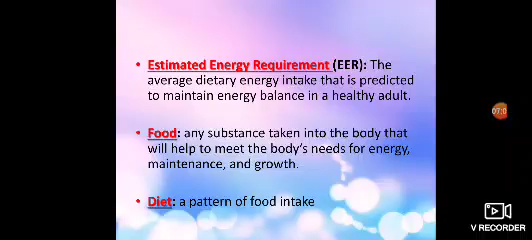 • Estimated Energy Requirement (EER): The
average dietary energy intake that is predicted
to maintain energy balance in a healthy adult.
• Food: any substance taken into the body that
will help to meet the body's needs for energy,
maintenance, and growth.
• Diet: a pattern of food intake
V RECORDER